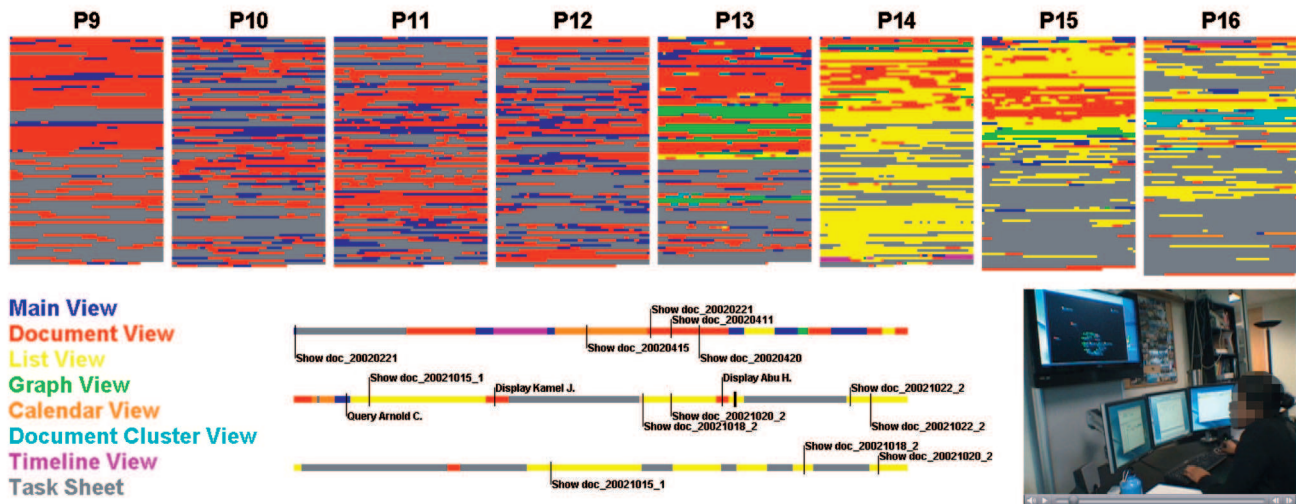 P9 P10 P11 P12 P13 P14 P15 P16
Main View
Document View
List View
Graph View
Calendar View
Document Cluster View
Timeline View
Task Sheet
Show doc_20020221
Show doc_20020411
Show doc_20020415
Show doc_20020221
Show doc_20020420
Show doc_20021015_1
Display Kamel J.
Display Abu H.
Show doc_20021022_2
Query Arnold C.
Show doc_20021020_2
Show doc_20021018_2
Show doc_20021022_2
Show doc_20021018_2
Show doc_20021020_2
Show doc_20021015_1